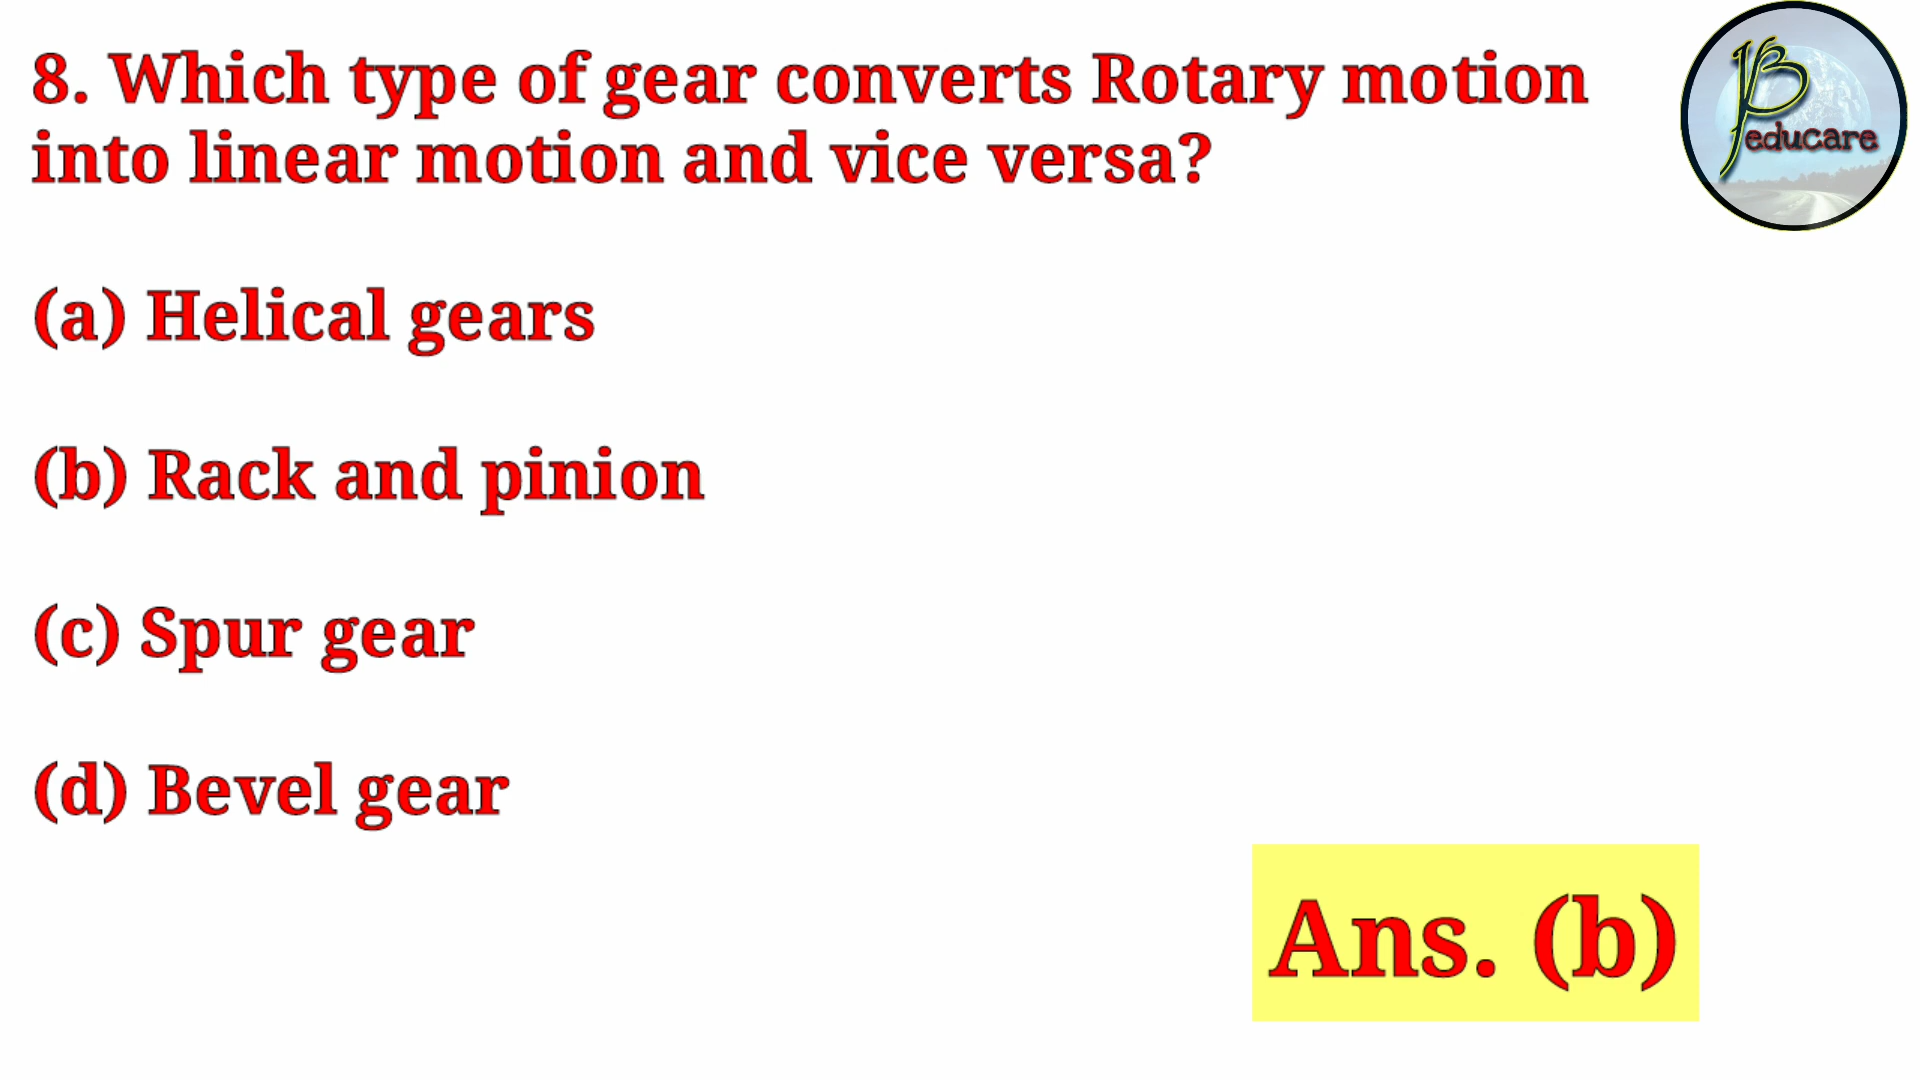 8. Which type of gear converts Rotary motion
into linear motion and vice versa?
(a) Helical gears
(b) Rack and pinion
(c) Spur gear
(d) Bevel gear
Ans. (b)
educare